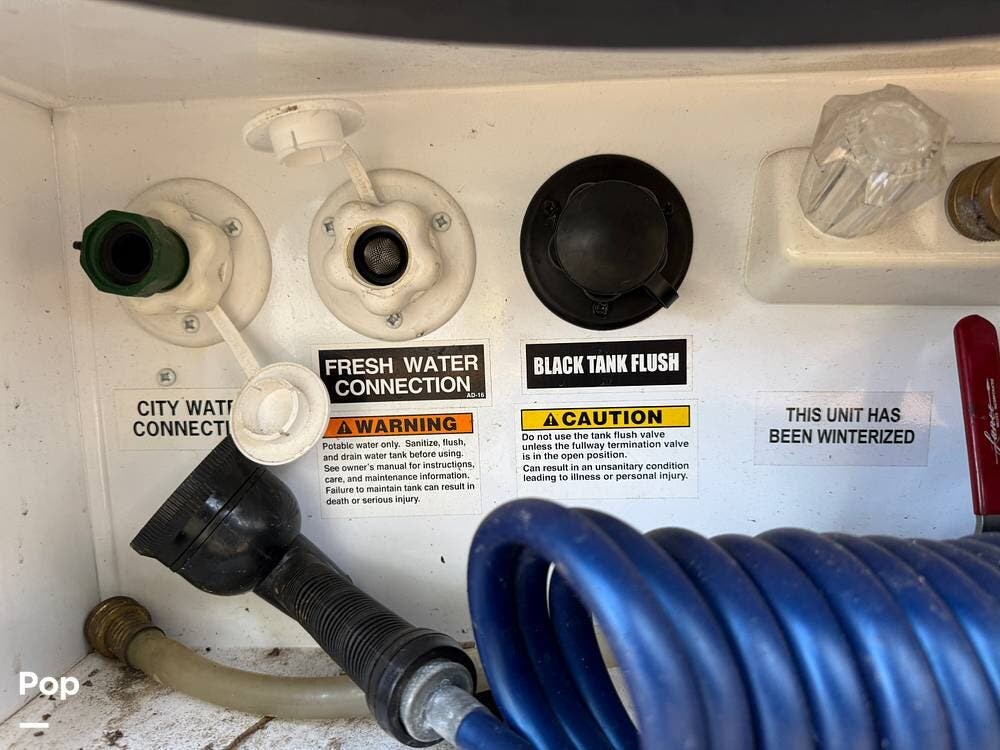 CITY WATE
CONNECTI
FRESH WATER
CONNECTION
AD-16
WARNING
Potable water only. Sanitize, flush,
and drain water tank before using.
See owner's manual for instructions,
care, and maintenance information.
Failure to maintain tank can result in
death or serious injury.
BLACK TANK FLUSH
CAUTION
Do not use the tank flush valve
unless the fullway termination valve
is in the open position.
Can result in an unsanitary condition
leading to illness or personal injury.
THIS UNIT HAS
BEEN WINTERIZED
Pop